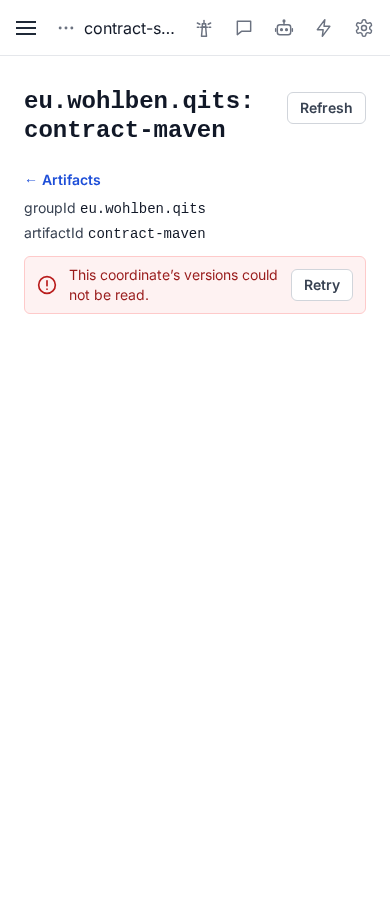 contract-s...
eu.wohlben.qits:
contract-maven
Refresh
← Artifacts
groupId eu.wohlben.qits
artifactId contract-maven
This coordinate’s versions could
not be read.
Retry